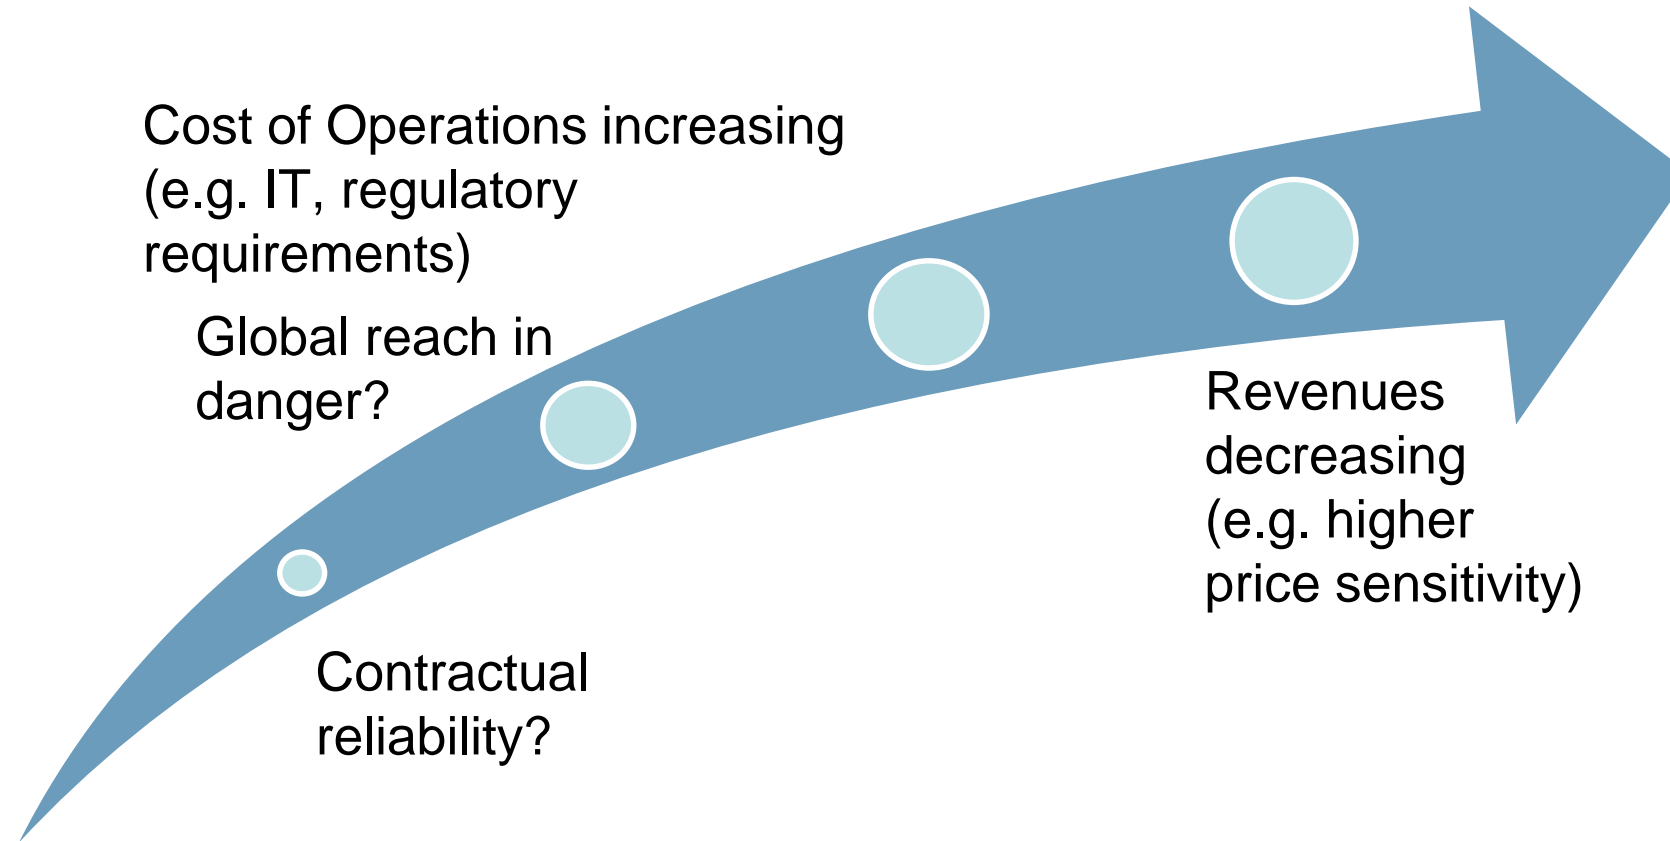 Cost of Operations increasing
(e.g. IT, regulatory
requirements)
Global reach in
danger?
Contractual
reliability?
Revenues
decreasing
(e.g. higher
price sensitivity)